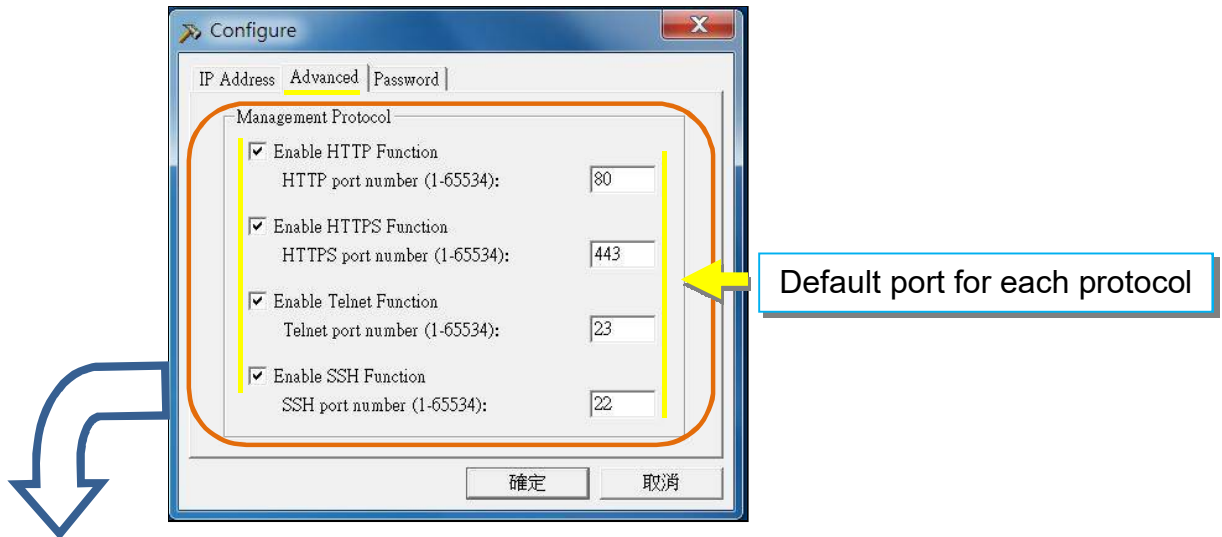 Configure
IP Address Advanced Password
Management Protocol
Enable HTTP Function
HTTP port number (1-65534): 80
Enable HTTPS Function
HTTPS port number (1-65534): 443
Enable Telnet Function
Telnet port number (1-65534): 23
Enable SSH Function
SSH port number (1-65534): 22
Default port for each protocol
確定 取消